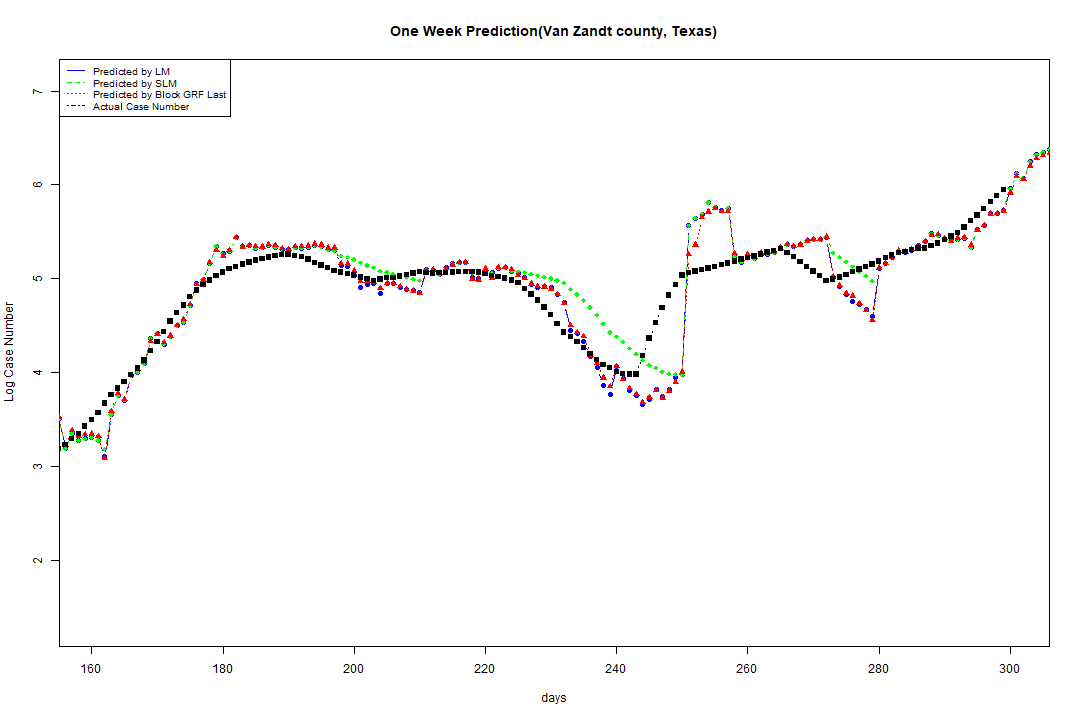 One Week Prediction(Van Zandt county, Texas)
Predicted by LM
Predicted by SLM
Predicted by Block GRF Last
Actual Case Number
7
6
5
4
3
2
Log Case Number
160 180 200 220 240 260 280 300
days